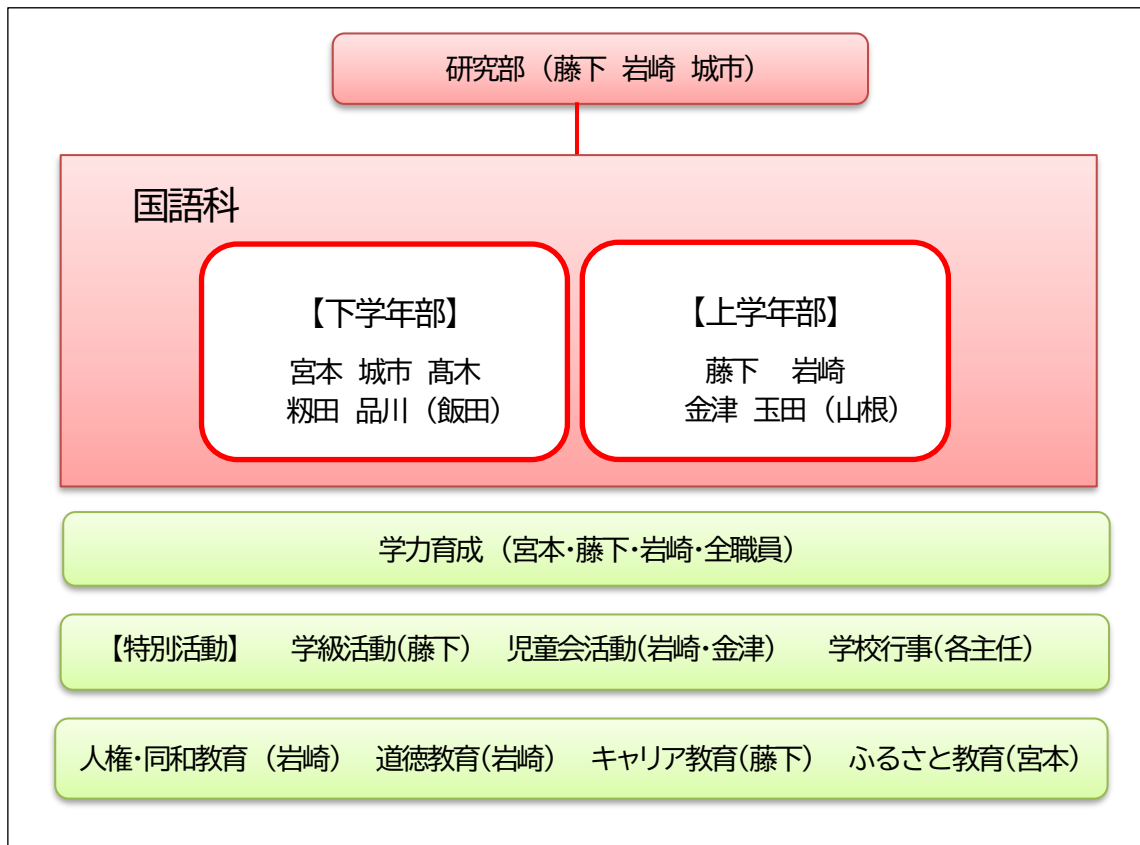 研究部（藤下 岩崎 城市）
国語科
【下学年部】
宮本 城市 髙木
籾田 品川（飯田）
【上学年部】
藤下 岩崎
金津 玉田（山根）
学力育成（宮本・藤下・岩崎・全職員）
【特別活動】 学級活動(藤下） 児童会活動(岩崎・金津） 学校行事(各主任）
人権・同和教育（岩崎） 道徳教育(岩崎） キャリア教育(藤下） ふるさと教育(宮本）